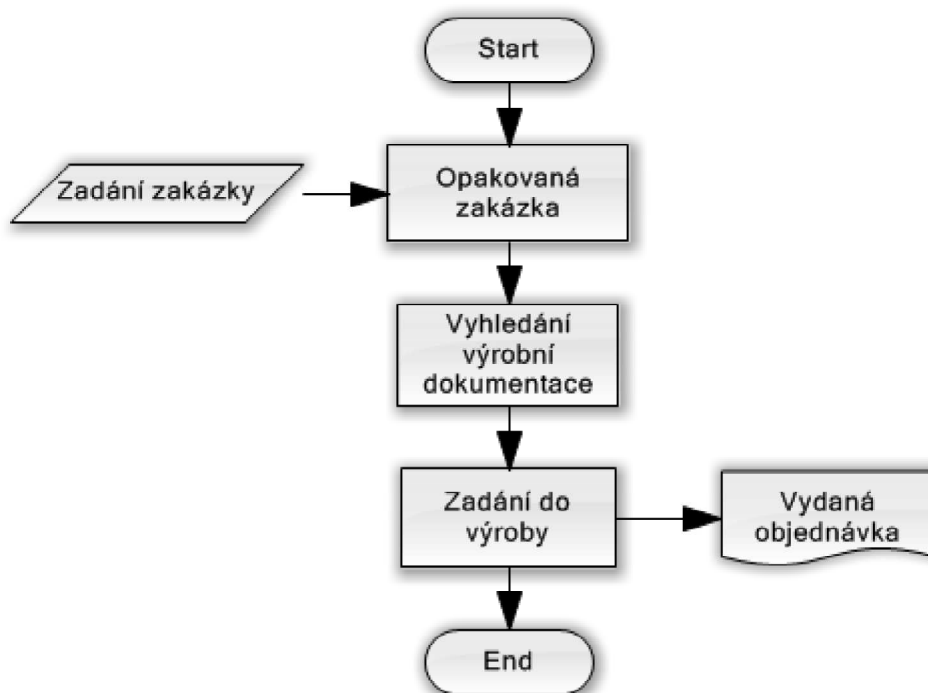 Start
Zadání zakázky
Opakovaná
zakázka
Vyhledání
výrobní
dokumentace
Zadání do
výroby
Vydaná
objednávka
End